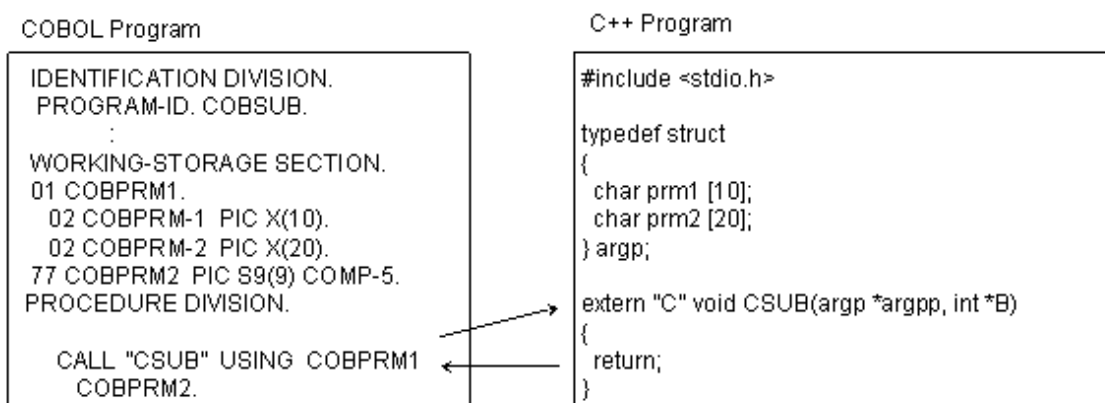 COBOL Program
IDENTIFICATION DIVISION.
PROGRAM-ID. COBSUB.
:
WORKING-STORAGE SECTION.
01 COBPRM1.
02 COBPRM-1 PIC X(10).
02 COBPRM-2 PIC X(20).
77 COBPRM2 PIC S9(9) COMP-5.
PROCEDURE DIVISION.
CALL "CSUB" USING COBPRM1
COBPRM2.
C++ Program
#include <stdio.h>
typedef struct
{
char prm1 [10];
char prm2 [20];
} argp;
extern "C" void CSUB(argp *argpp, int *B)
{
return;
}